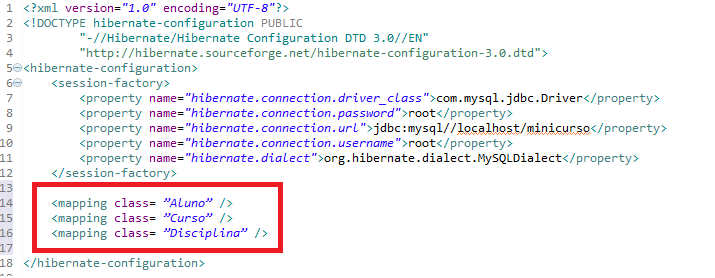 1 <?xml version="1.0" encoding="UTF-8"?>
2 <!DOCTYPE hibernate-configuration PUBLIC
3 "-//Hibernate/Hibernate Configuration DTD 3.0//EN"
4 "http://hibernate.sourceforge.net/hibernate-configuration-3.0.dtd">
5 <hibernate-configuration>
6 <session-factory>
7 <property name="hibernate.connection.driver_class">com.mysql.jdbc.Driver</property>
8 <property name="hibernate.connection.password">root</property>
9 <property name="hibernate.connection.url">jdbc:mysql//localhost/minicurso</property>
10 <property name="hibernate.connection.username">root</property>
11 <property name="hibernate.dialect">org.hibernate.dialect.MySQLDialect</property>
12 </session-factory>
13
14 <mapping class= ”Aluno” />
15 <mapping class= ”Curso” />
16 <mapping class= ”Disciplina” />
17
18 </hibernate-configuration>